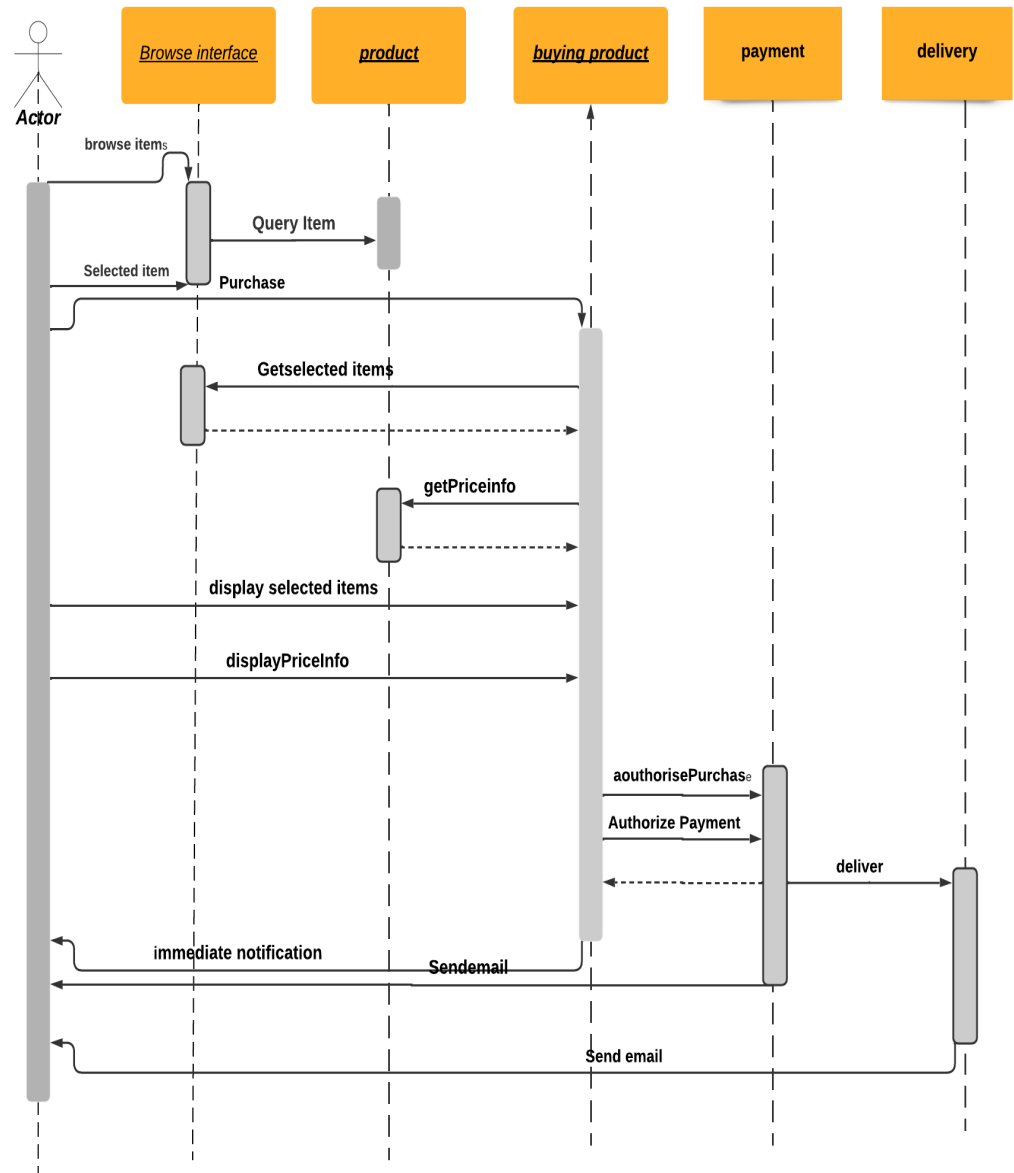 Browse interface
product
buying product
payment
delivery
Actor
browse items
Query Item
Selected item
Purchase
Getselected items
getPriceinfo
display selected items
displayPriceInfo
aouthorisePurchase
Authorize Payment
deliver
immediate notification
Sendemail
Send email